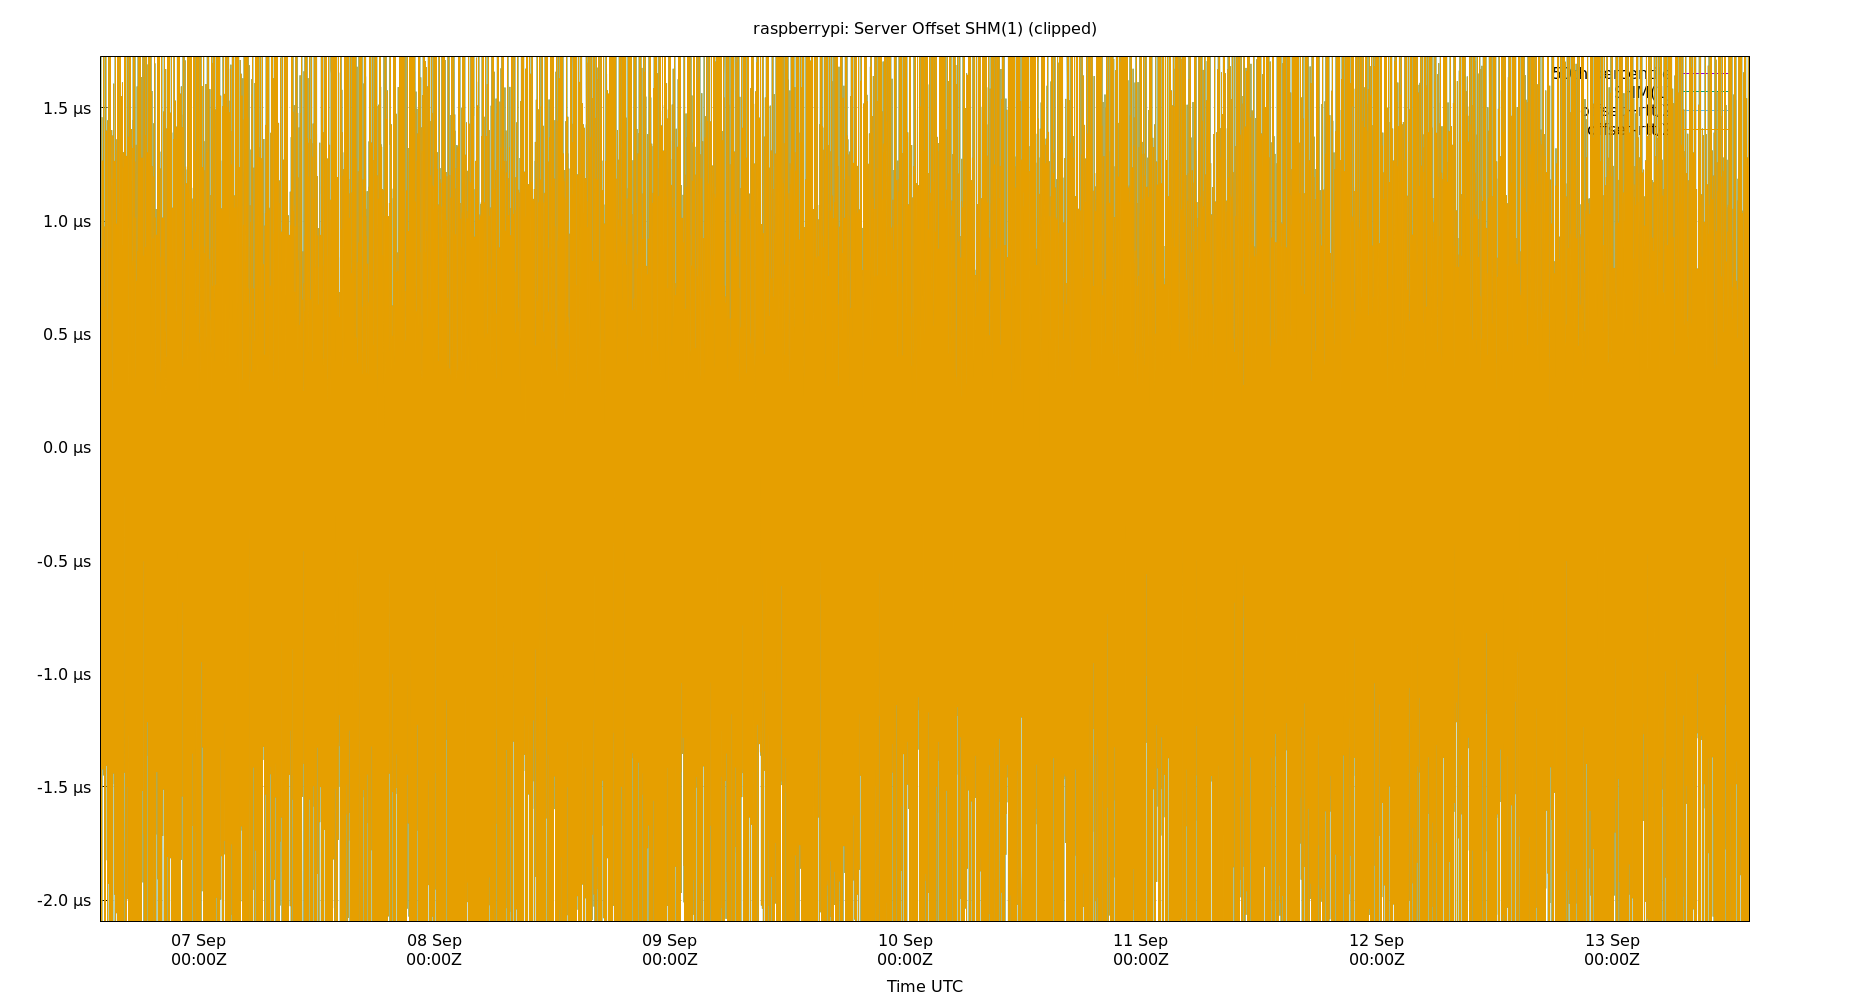 raspberrypi: Server Offset SHM(1) (clipped)
1.5 µs
1.0 µs
0.5 µs
0.0 µs
-0.5 µs
-1.0 µs
-1.5 µs
-2.0 µs
07 Sep 08 Sep 09 Sep 10 Sep 11 Sep 12 Sep 13 Sep
00:00Z 00:00Z 00:00Z 00:00Z 00:00Z 00:00Z 00:00Z
Time UTC